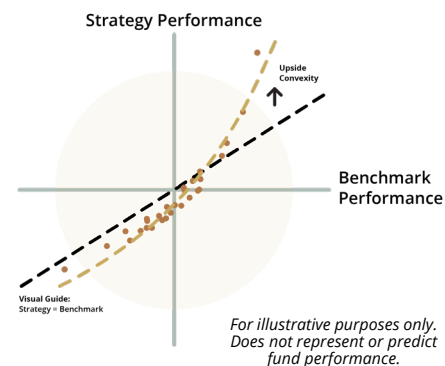 Strategy Performance
Upside
Convexity
Benchmark
Performance
Visual Guide:
Strategy = Benchmark
For illustrative purposes only.
Does not represent or predict
fund performance.